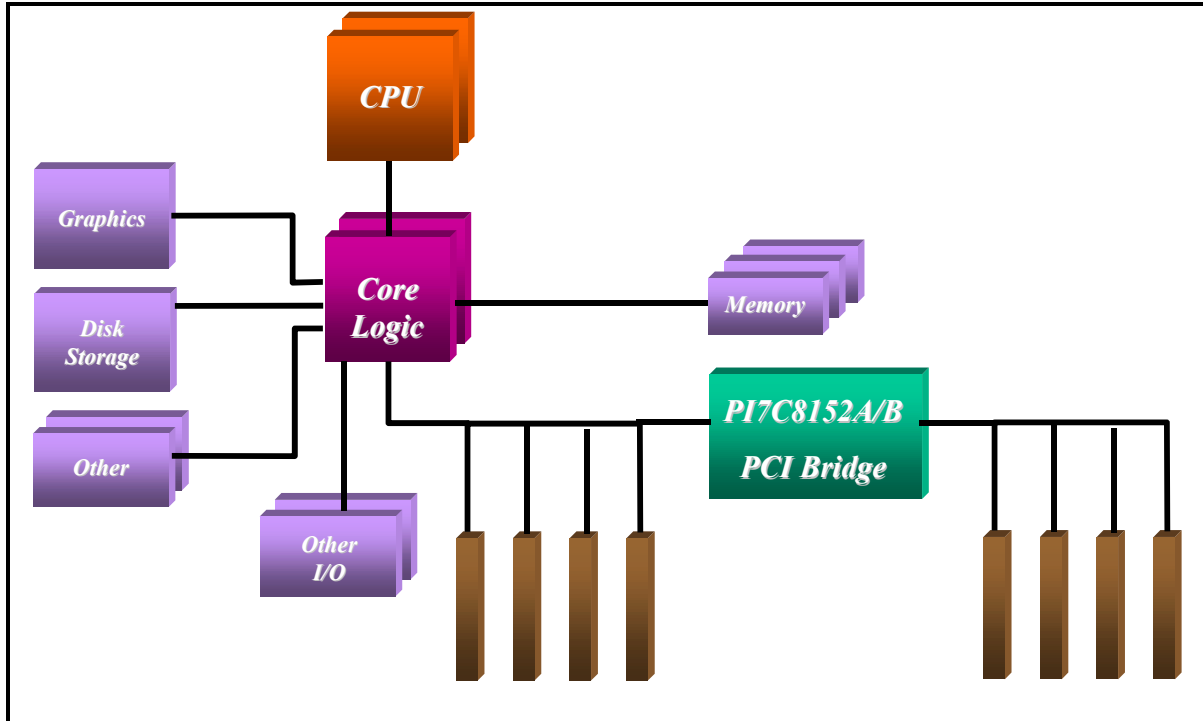 CPU
Graphics
Core
Logic
Memory
Disk
Storage
PI7C8152A/B
PCI Bridge
Other
Other
I/O